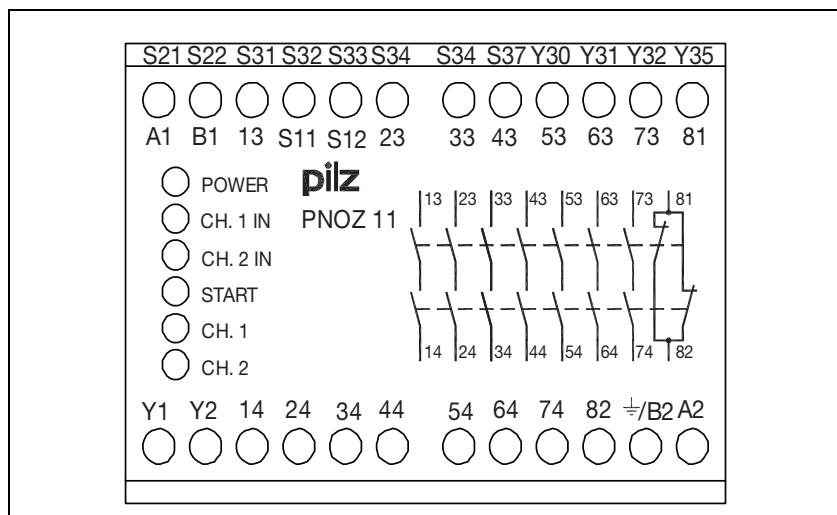 S21 S22 S31 S32 S33 S34 S34 S37 Y30 Y31 Y32 Y35
A1 B1 13 S11 S12 23 33 43 53 63 73 81
POWER
CH. 1 IN
CH. 2 IN
START
CH. 1
CH. 2
pilz
PNOZ 11
13 23 33 43 53 63 73 81
14 24 34 44 54 64 74 82
Y1 Y2 14 24 34 44 54 64 74 82 ⏚/B2 A2